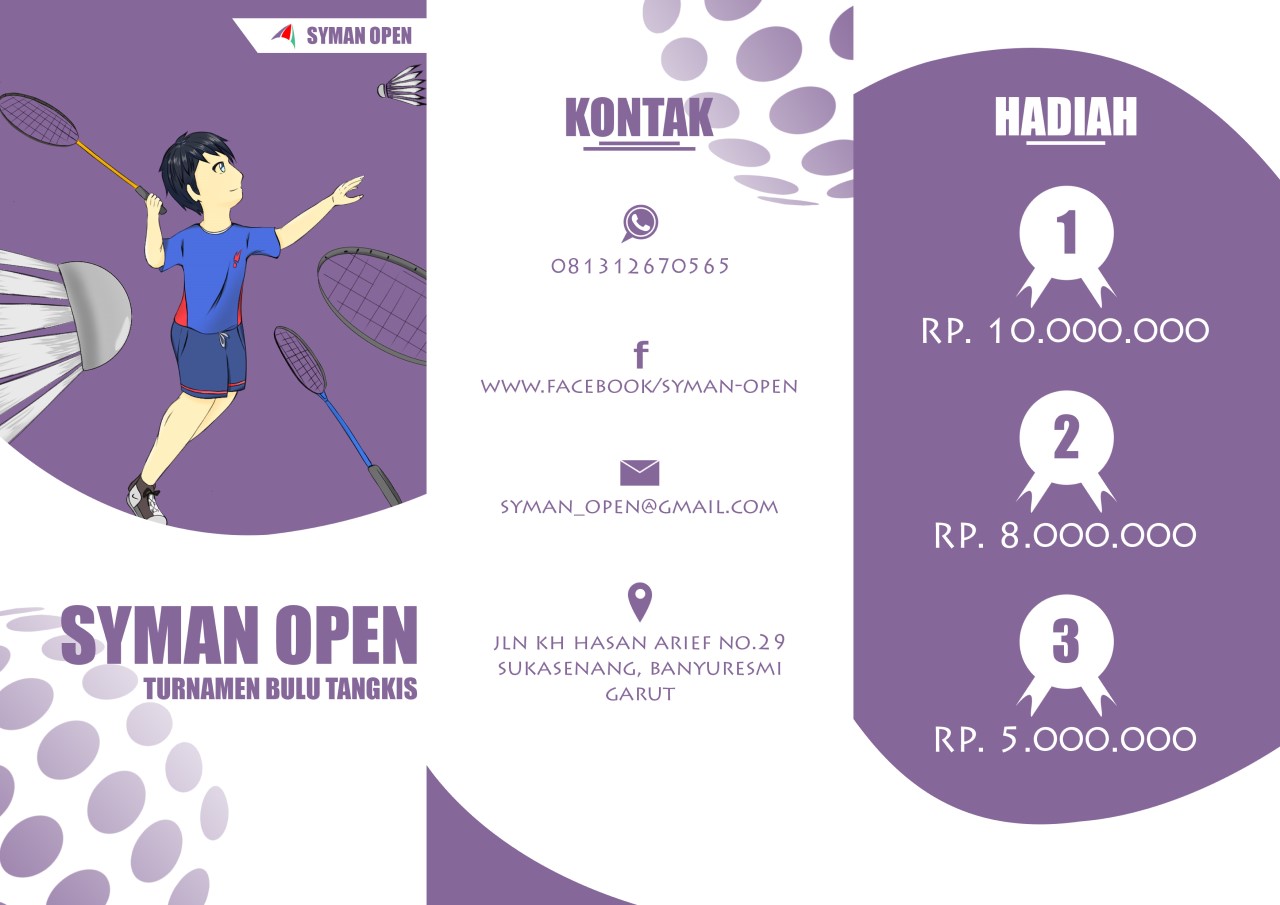 SYMAN OPEN
SYMAN OPEN
TURNAMEN BULU TANGKIS
KONTAK
081312670565
f
WWW.FACEBOOK/SYMAN-OPEN
SYMAN_OPEN@GMAIL.COM
JLN KH HASAN ARIEF NO.29
SUKASENANG, BANYURESMI
GARUT
HADIAH
1
RP. 10.000.000
2
RP. 8.000.000
3
RP. 5.000.000